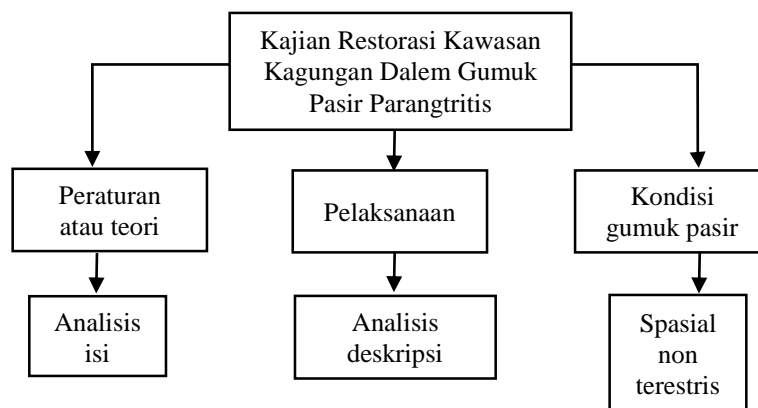 Kajian Restorasi Kawasan
Kagungan Dalem Gumuk
Pasir Parangtritis
Peraturan
atau teori
Pelaksanaan
Kondisi
gumuk pasir
Analisis
isi
Analisis
deskripsi
Spasial
non
terestris